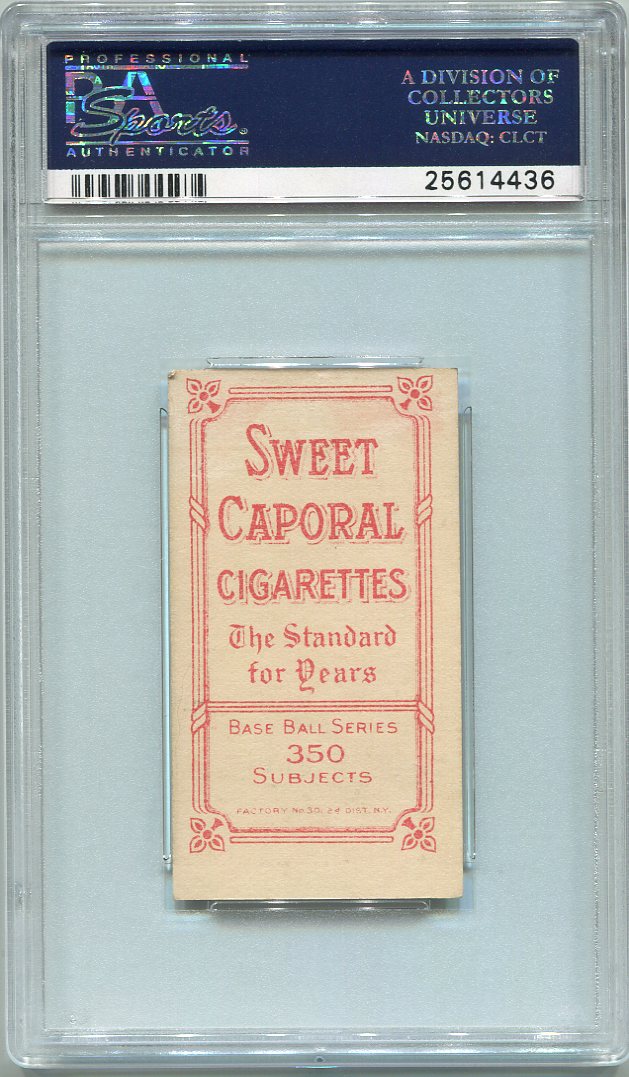 PROFESSIONAL
PSA
Sports.
AUTHENTICATOR
A DIVISION OF
COLLECTORS
UNIVERSE
NASDAQ: CLCT
25614436
SWEET
CAPORAL
CIGARETTES
The Standard
for Years
BASE BALL SERIES
350
SUBJECTS
FACTORY No. 30, 2d DIST. N.Y.